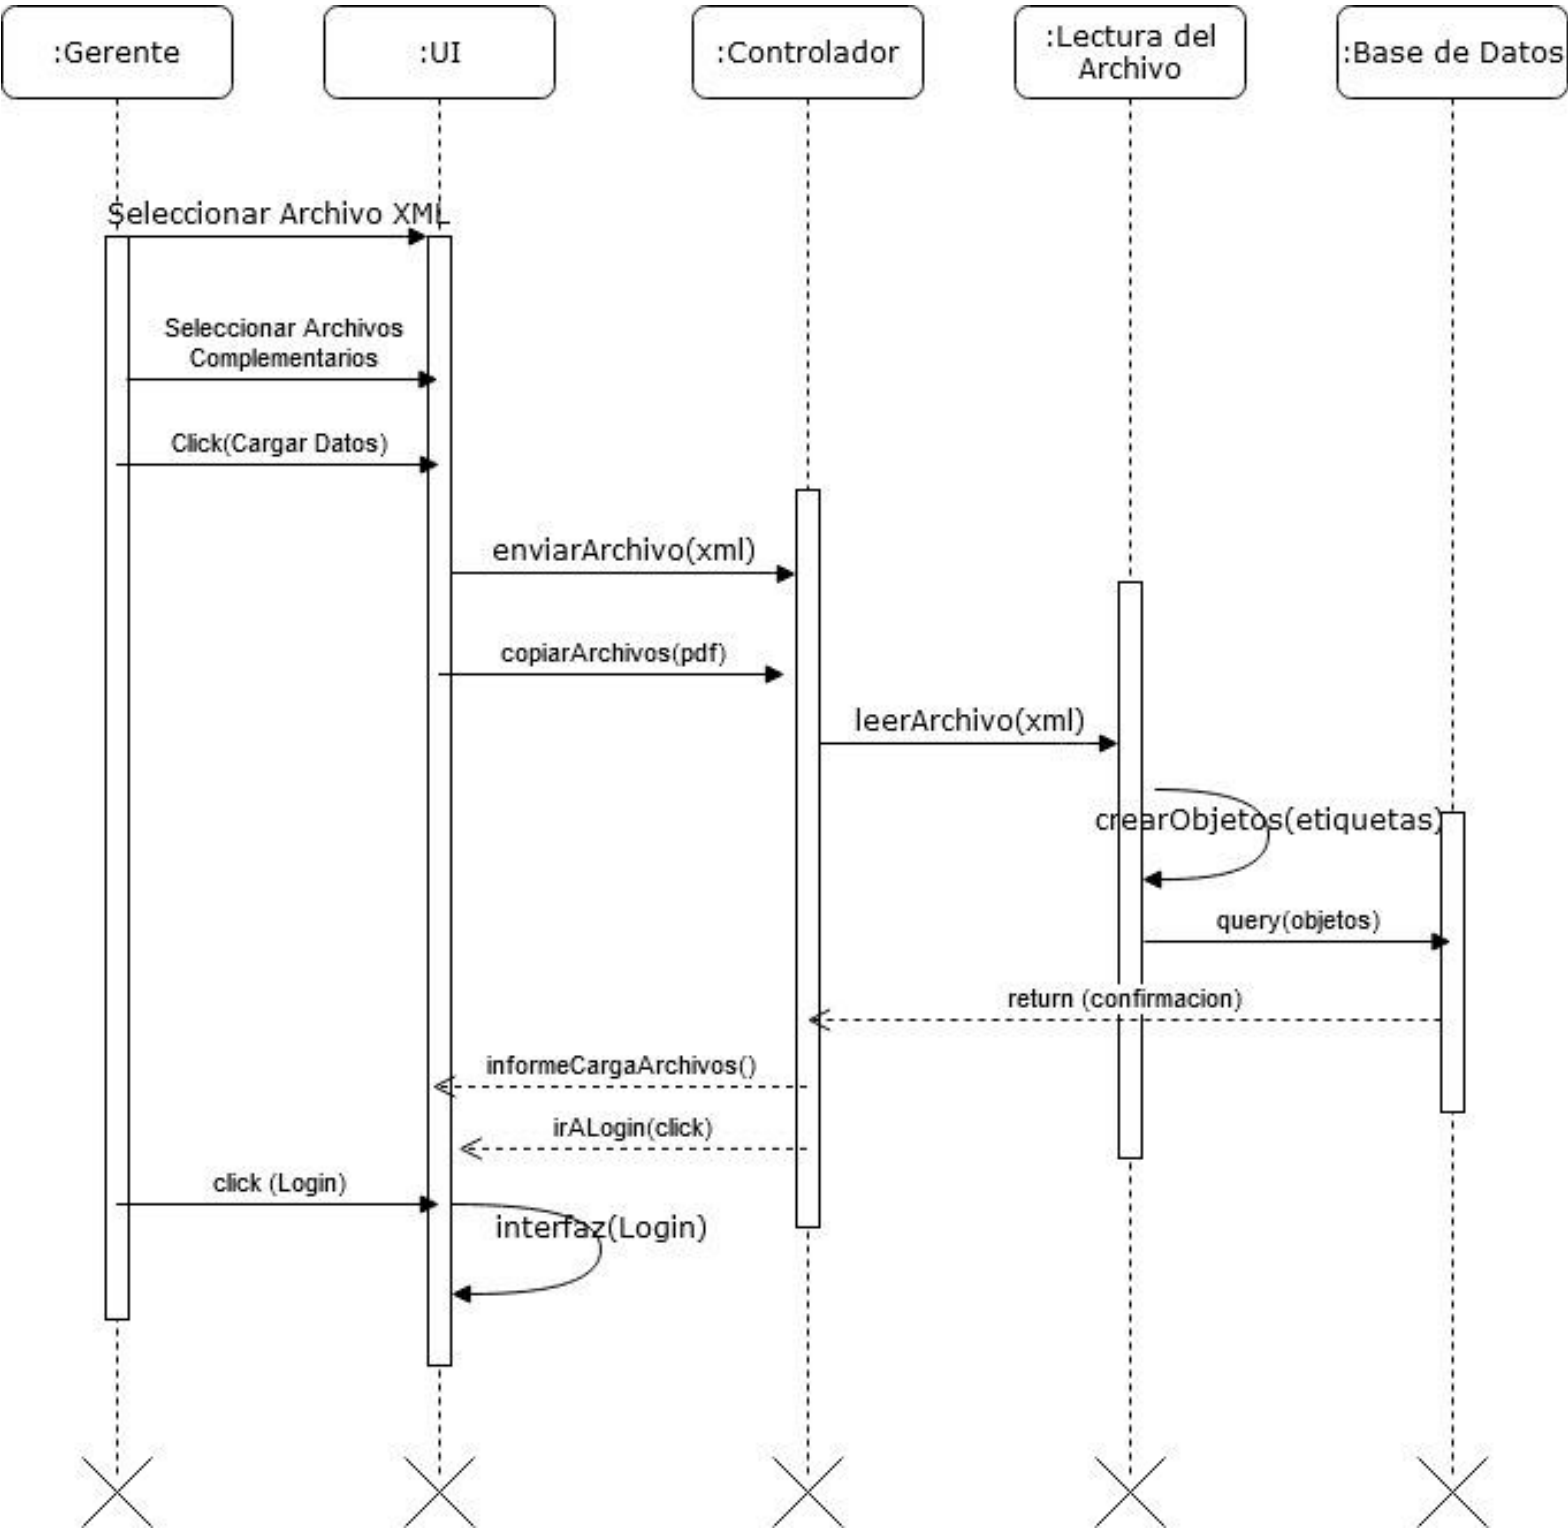 :Gerente
:UI
:Controlador
:Lectura del
Archivo
:Base de Datos
Seleccionar Archivo XML
Seleccionar Archivos
Complementarios
Click(Cargar Datos)
enviarArchivo(xml)
copiarArchivos(pdf)
leerArchivo(xml)
crearObjetos(etiquetas)
query(objetos)
return (confirmacion)
informeCargaArchivos()
irALogin(click)
click (Login)
interfaz(Login)